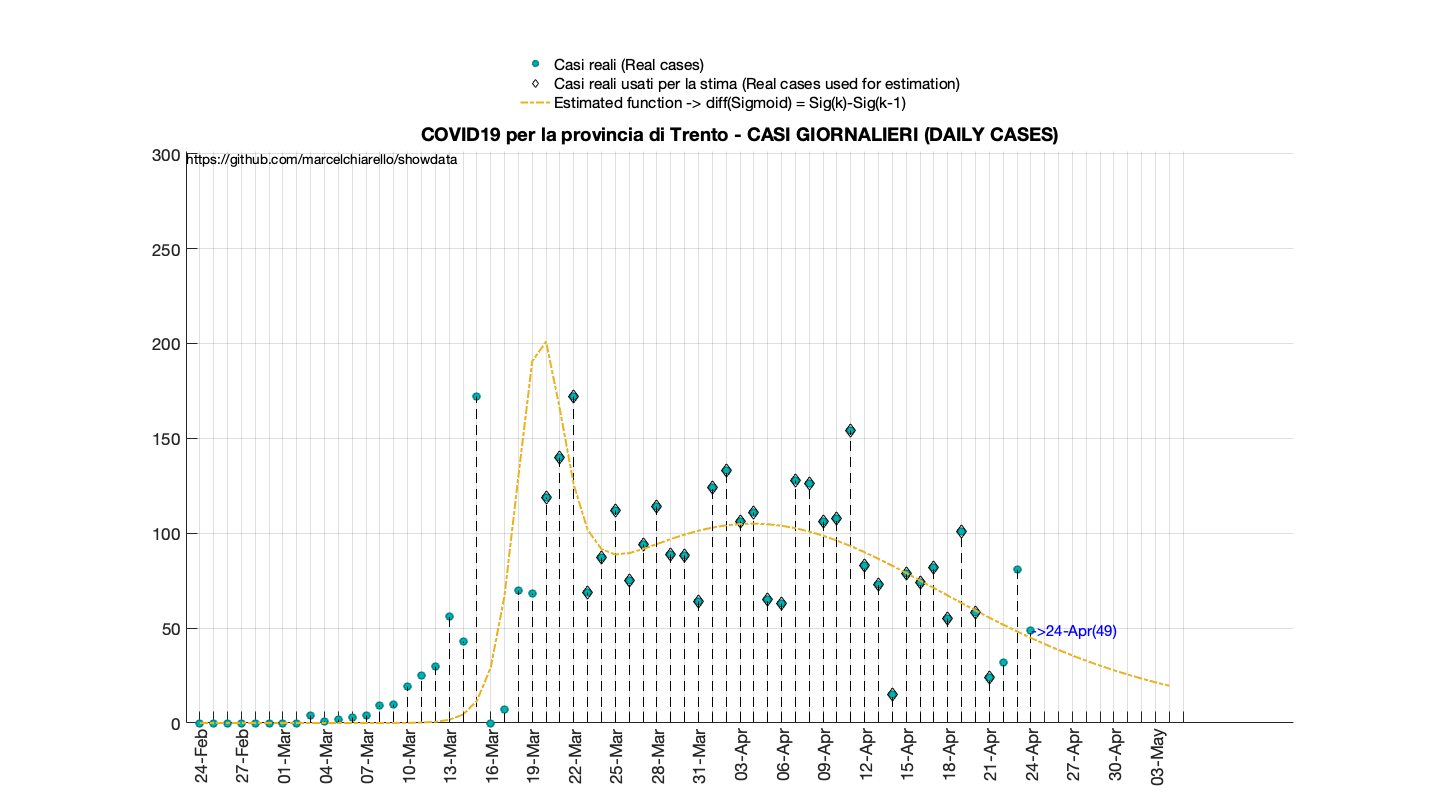 Casi reali (Real cases)
Casi reali usati per la stima (Real cases used for estimation)
Estimated function -> diff(Sigmoid) = Sig(k)-Sig(k-1)
COVID19 per la provincia di Trento - CASI GIORNALIERI (DAILY CASES)
300
https://github.com/marcelchiarello/showdata
250
200
150
100
50
->24-Apr(49)
0
24-Feb
27-Feb
01-Mar
04-Mar
07-Mar
10-Mar
13-Mar
16-Mar
19-Mar
22-Mar
25-Mar
28-Mar
31-Mar
03-Apr
06-Apr
09-Apr
12-Apr
15-Apr
18-Apr
21-Apr
24-Apr
27-Apr
30-Apr
03-May